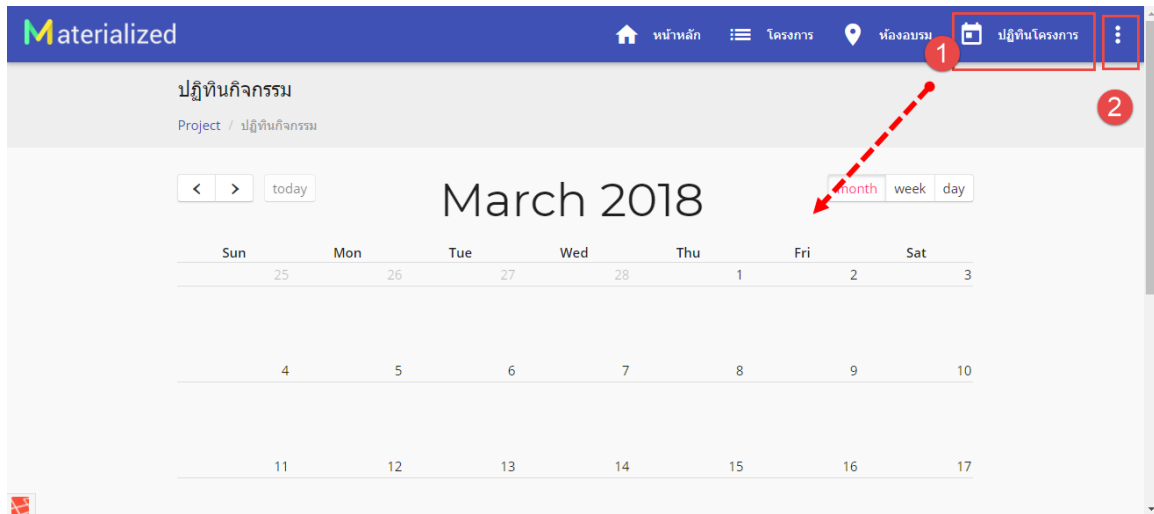 Materialized หน้าหลัก โครงการ ห้องอบรม ปฏิทินโครงการ
1
2
ปฏิทินกิจกรรม
Project / ปฏิทินกิจกรรม
today March 2018 month week day
Sun Mon Tue Wed Thu Fri Sat
25 26 27 28 1 2 3
4 5 6 7 8 9 10
11 12 13 14 15 16 17